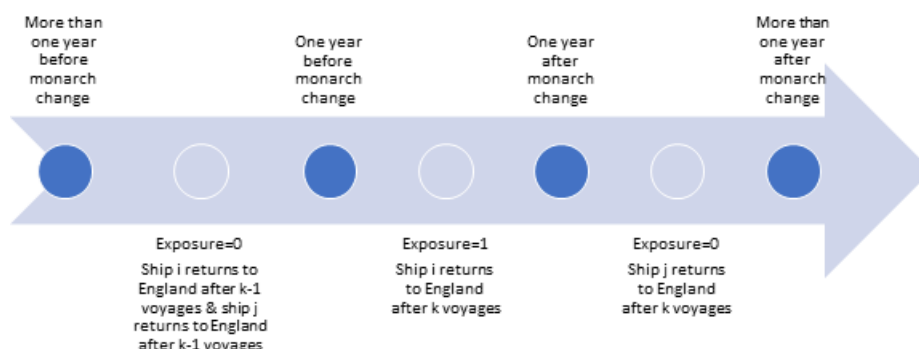 More than
one year
before
monarch
change
One year
before
monarch
change
One year
after
monarch
change
More than
one year
after
monarch
change
Exposure=0
Ship i returns to
England after k-1
voyages & ship j
returns to England
after k-1 voyages
Exposure=1
Ship i returns
to England
after k voyages
Exposure=0
Ship j returns
to England
after k voyages